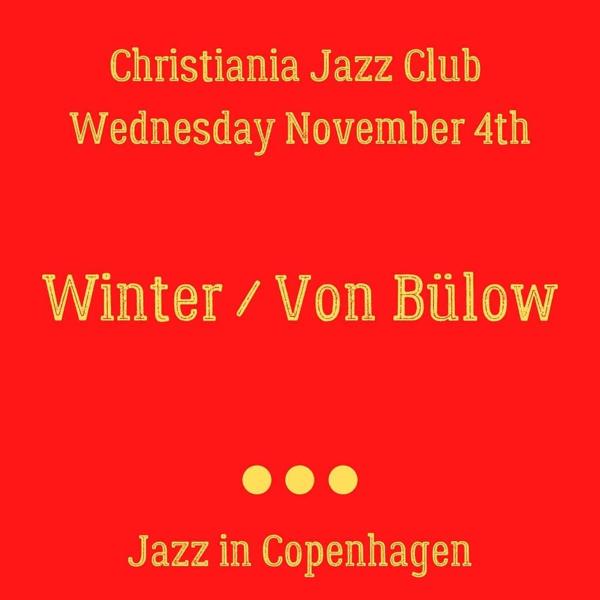 Christiania Jazz Club
Wednesday November 4th
Winter / Von Bülow
Jazz in Copenhagen